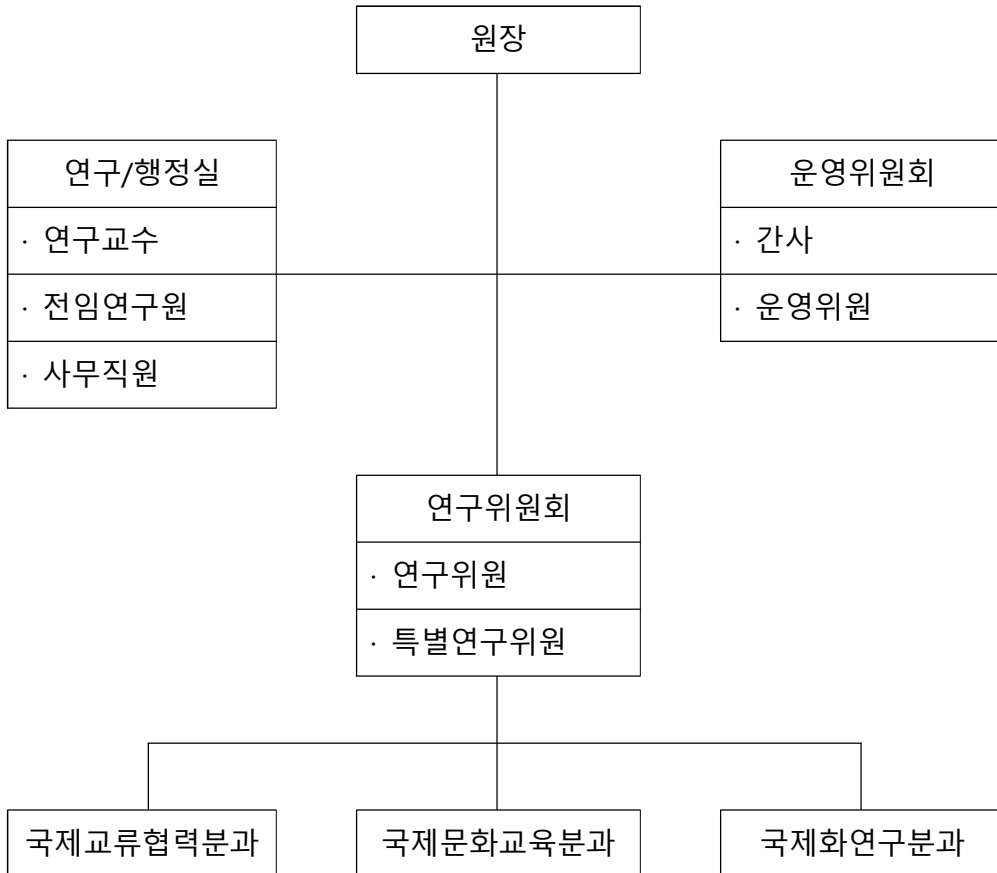 원장
연구/행정실
· 연구교수
· 전임연구원
· 사무직원
운영위원회
· 간사
· 운영위원
연구위원회
· 연구위원
· 특별연구위원
국제교류협력분과
국제문화교육분과
국제화연구분과